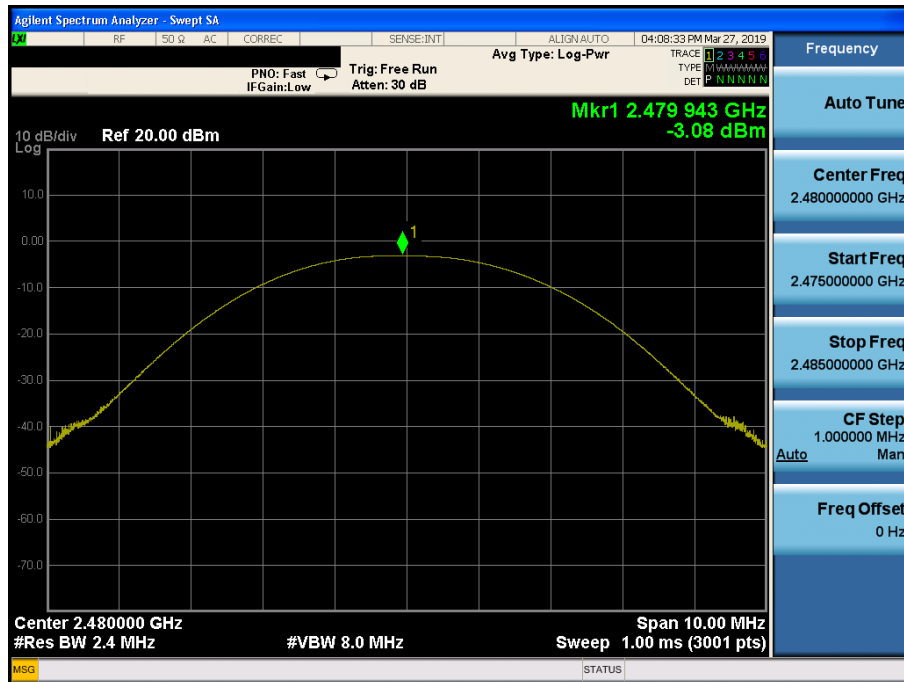 Agilent Spectrum Analyzer - Swept SA
LXI RF 50 Ω AC CORREC SENSE:INT ALIGN AUTO 04:08:33 PM Mar 27, 2019
Frequency
PNO: Fast
IFGain:Low
Trig: Free Run
Atten: 30 dB
Avg Type: Log-Pwr
TRACE 1 2 3 4 5 6
TYPE M W W W W W
DET P N N N N N
Auto Tune
Mkr1 2.479 943 GHz
-3.08 dBm
10 dB/div Ref 20.00 dBm
Log
10.0
0.00
-10.0
-20.0
-30.0
-40.0
-50.0
-60.0
-70.0
1
Center Freq
2.480000000 GHz
Start Freq
2.475000000 GHz
Stop Freq
2.485000000 GHz
CF Step
1.000000 MHz
Auto Man
Freq Offset
0 Hz
Center 2.480000 GHz Span 10.00 MHz
#Res BW 2.4 MHz #VBW 8.0 MHz Sweep 1.00 ms (3001 pts)
MSG STATUS